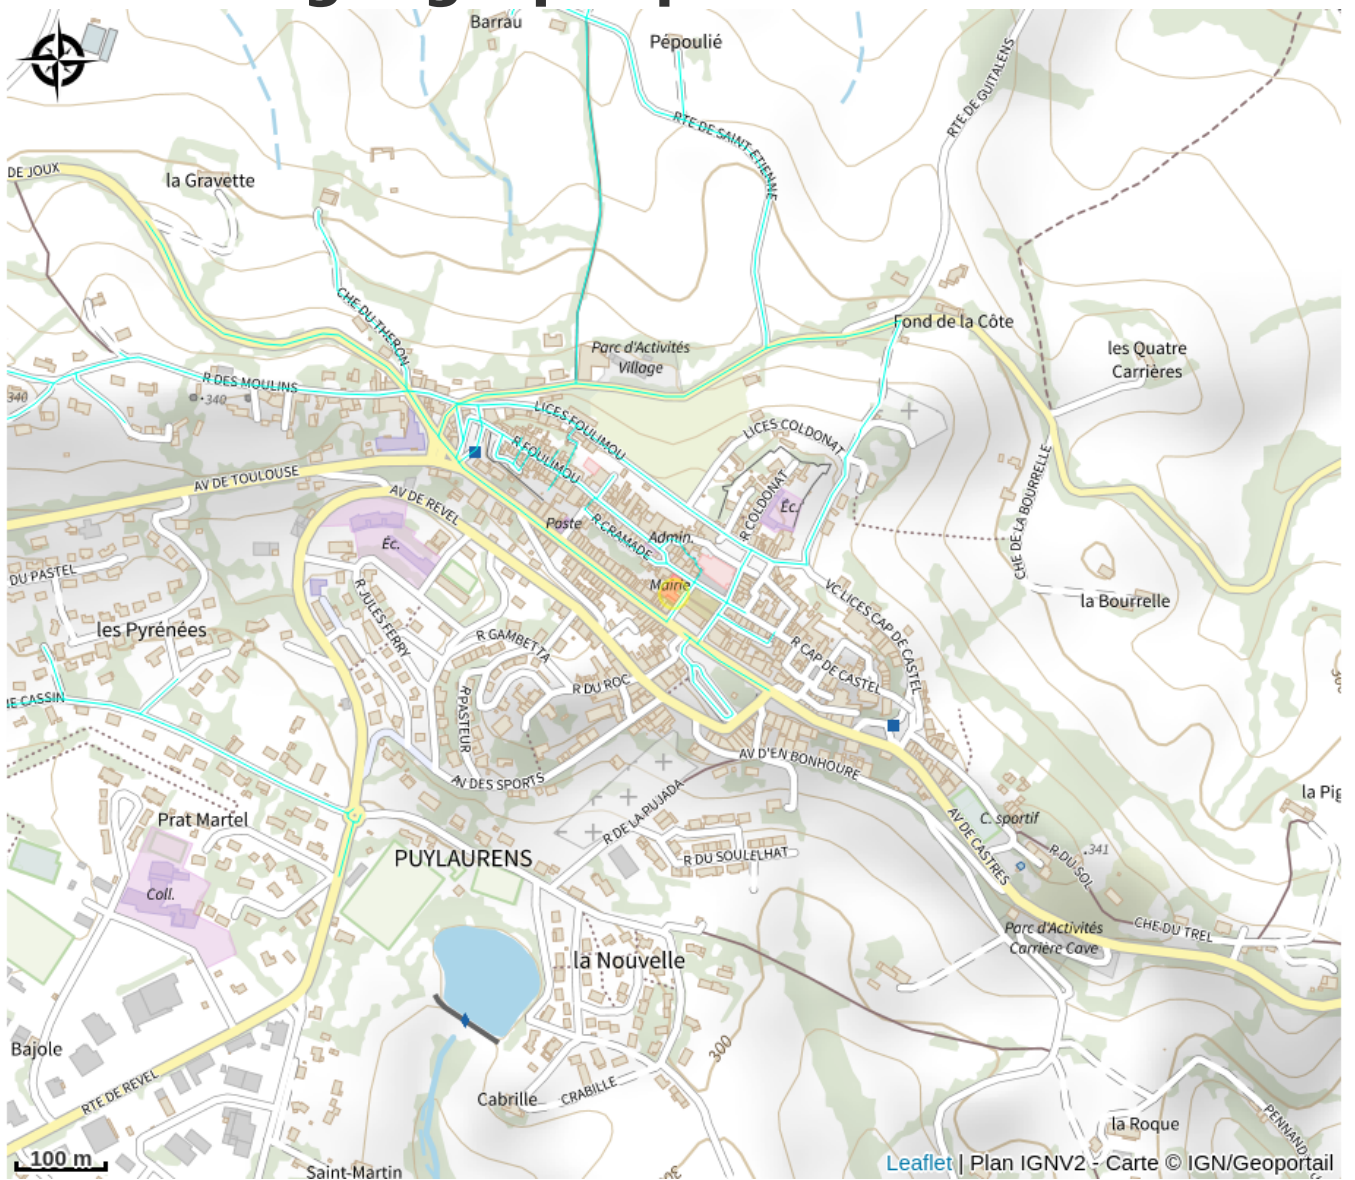 Barrau
Pépoulié
RTE DE GUITALENS
RTE DE SAINT-ETIENNE
DE JOUX
la Gravette
CHE DU THERON
Fond de la Côte
Parc d'Activités
Village
les Quatre
Carrières
R DES MOULINS
340
340
LICES FOULIMOU
LICES COLDONAT
R FOULIMOU
AV DE TOULOUSE
AV DE REVEL
R COLDONAT
Éc.
Poste
R CRAMADE
Admin.
Éc.
CHE DE LA BOURRELLE
DU PASTEL
Mairie
VC LICES CAP DE CASTEL
la Bourrelle
R JULES FERRY
les Pyrénées
R GAMBETTA
R CAP DE CASTEL
R DU ROC
NE CASSIN
R PASTEUR
AV DES SPORTS
AV D'EN BONHOURE
R DE LA PUJADA
la Pig
Prat Martel
C. sportif
AV DE CASTRES
341
R DU SOL
PUYLAURENS
R DU SOULELHAT
Coll.
Parc d'Activités
Carrière Cave
CHE DU TREL
la Nouvelle
300
Bajole
RTE DE REVEL
Cabrille
CRABILLE
la Roque
PENNAND
100 m
Saint-Martin
Leaflet | Plan IGNV2 - Carte © IGN/Geoportail